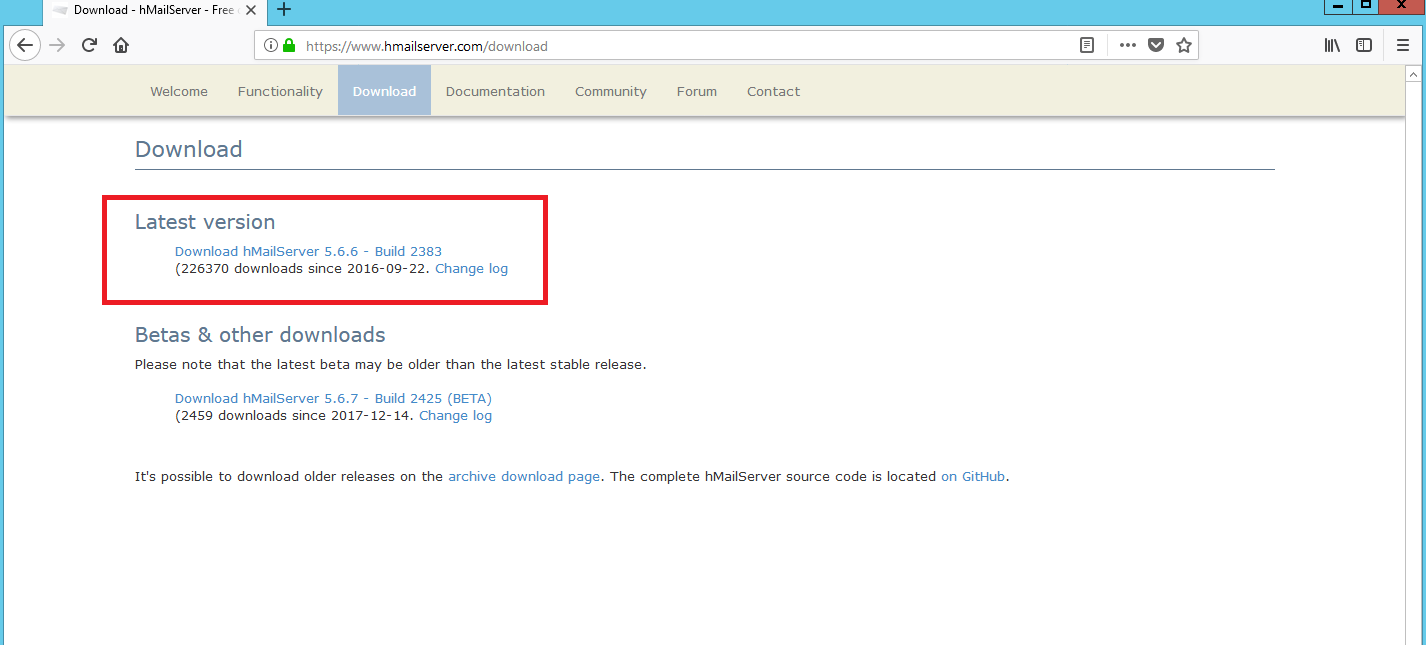 Download - hMailServer - Free
https://www.hmailserver.com/download
Welcome Functionality Download Documentation Community Forum Contact
Download
Latest version
Download hMailServer 5.6.6 - Build 2383
(226370 downloads since 2016-09-22. Change log
Betas & other downloads
Please note that the latest beta may be older than the latest stable release.
Download hMailServer 5.6.7 - Build 2425 (BETA)
(2459 downloads since 2017-12-14. Change log
It's possible to download older releases on the archive download page. The complete hMailServer source code is located on GitHub.